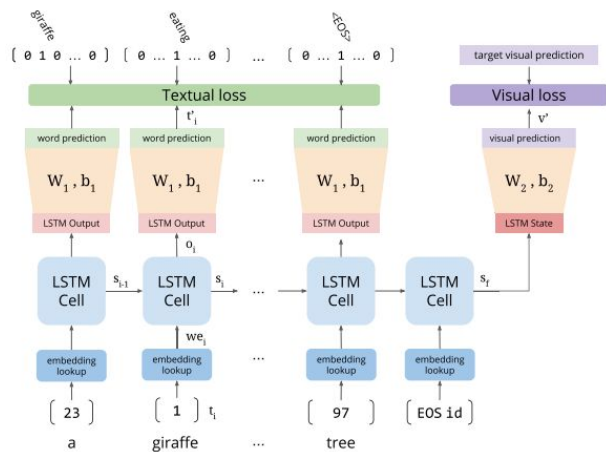 giraffe eating <EOS>
[ 0 1 0 ... 0 ] [ 0 ... 1 ... 0 ] ... [ 0 ... 1 ... 0 ] target visual prediction
Textual loss Visual loss
t'i v'
word prediction word prediction word prediction visual prediction
W1 , b1 W1 , b1 ... W1 , b1 W2 , b2
LSTM Output LSTM Output LSTM Output LSTM State
oi
LSTM Cell si-1 LSTM Cell si ... LSTM Cell LSTM Cell sf
wei
embedding lookup embedding lookup ... embedding lookup embedding lookup
[ 23 ] [ 1 ] ti [ 97 ] [ EOS id ]
a giraffe ... tree